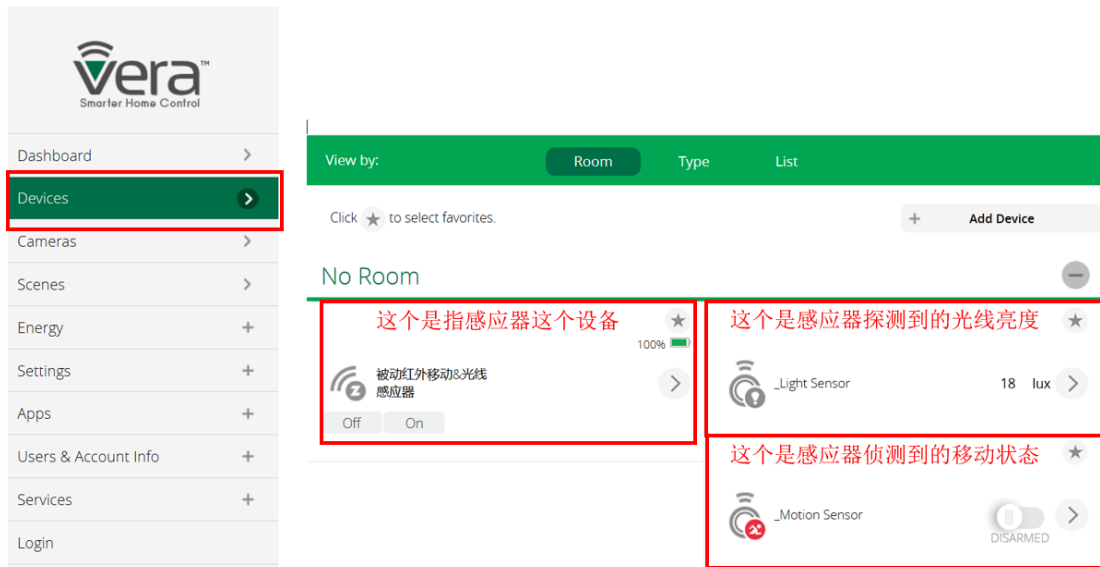 vera™
Smarter Home Control
Dashboard
Devices
Cameras
Scenes
Energy
Settings
Apps
Users & Account Info
Services
Login
View by:
Room
Type
List
Click ★ to select favorites.
+ Add Device
No Room
这个是指感应器这个设备
100%
被动红外移动&光线
感应器
Off
On
这个是感应器探测到的光线亮度
_Light Sensor
18 lux
这个是感应器侦测到的移动状态
_Motion Sensor
DISARMED